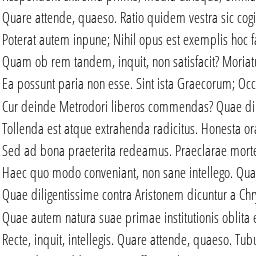 Quare attende, quaeso. Ratio quidem vestra sic cogi
Poterat autem inpune; Nihil opus est exemplis hoc fa
Quam ob rem tandem, inquit, non satisfacit? Moriat
Ea possunt paria non esse. Sint ista Graecorum; Occ
Cur deinde Metrodori liberos commendas? Quae di
Tollenda est atque extrahenda radicitus. Honesta ora
Sed ad bona praeterita redeamus. Praeclarae morte
Haec quo modo conveniant, non sane intellego. Qua
Quae diligentissime contra Aristonem dicuntur a Chry
Quae autem natura suae primae institutionis oblita e
Recte, inquit, intellegis. Quare attende, quaeso. Tubu